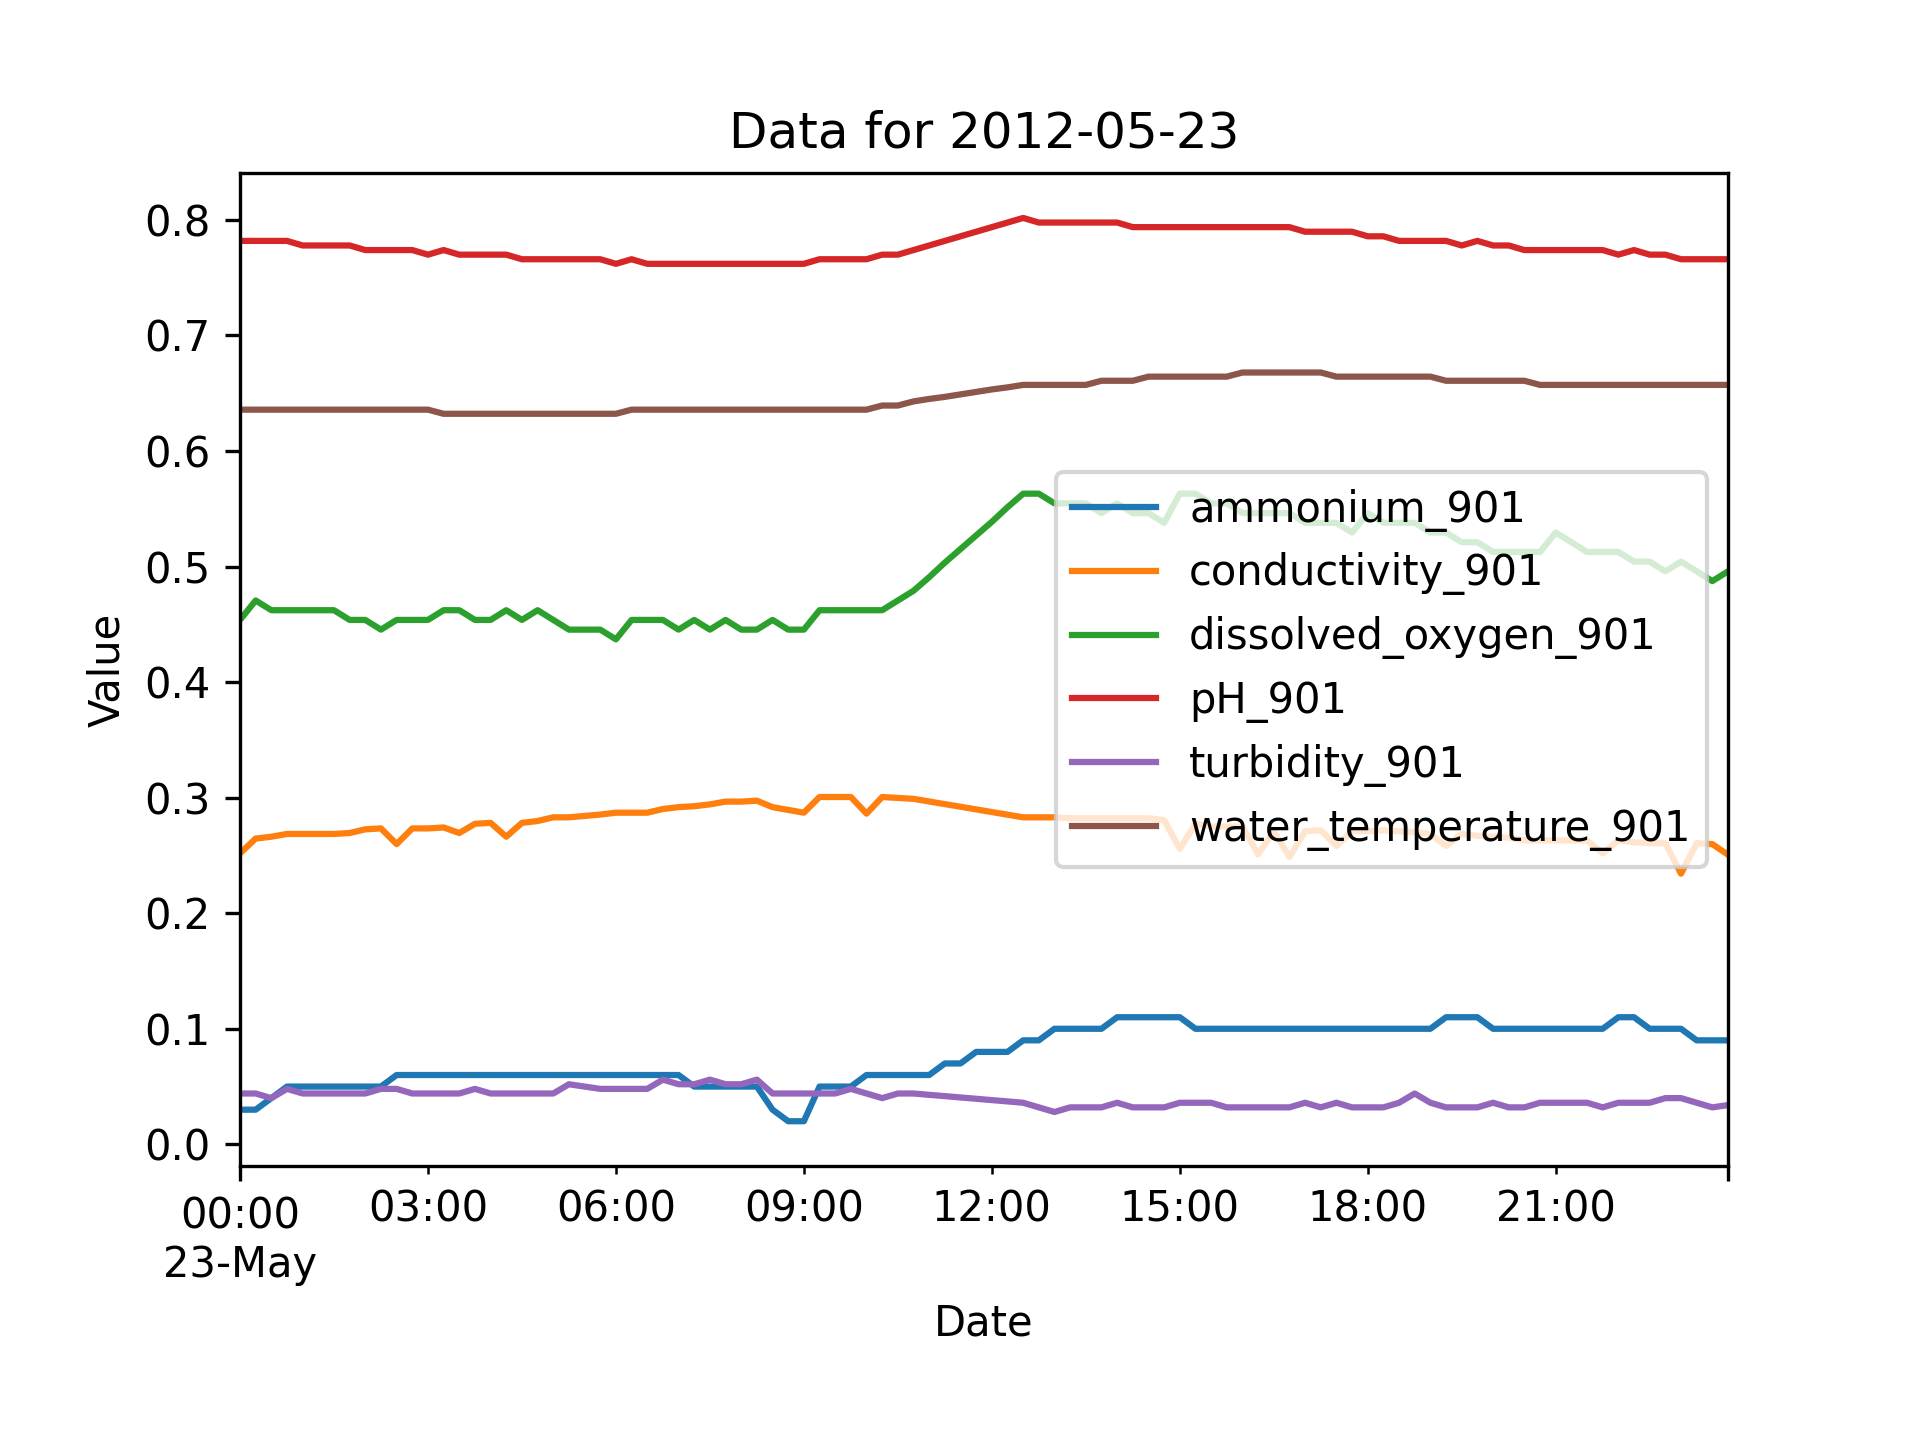 Data for 2012-05-23
0.8
0.7
0.6
0.5
0.4
0.3
0.2
0.1
0.0
Value
ammonium_901
conductivity_901
dissolved_oxygen_901
pH_901
turbidity_901
water_temperature_901
00:00 03:00 06:00 09:00 12:00 15:00 18:00 21:00
23-May
Date